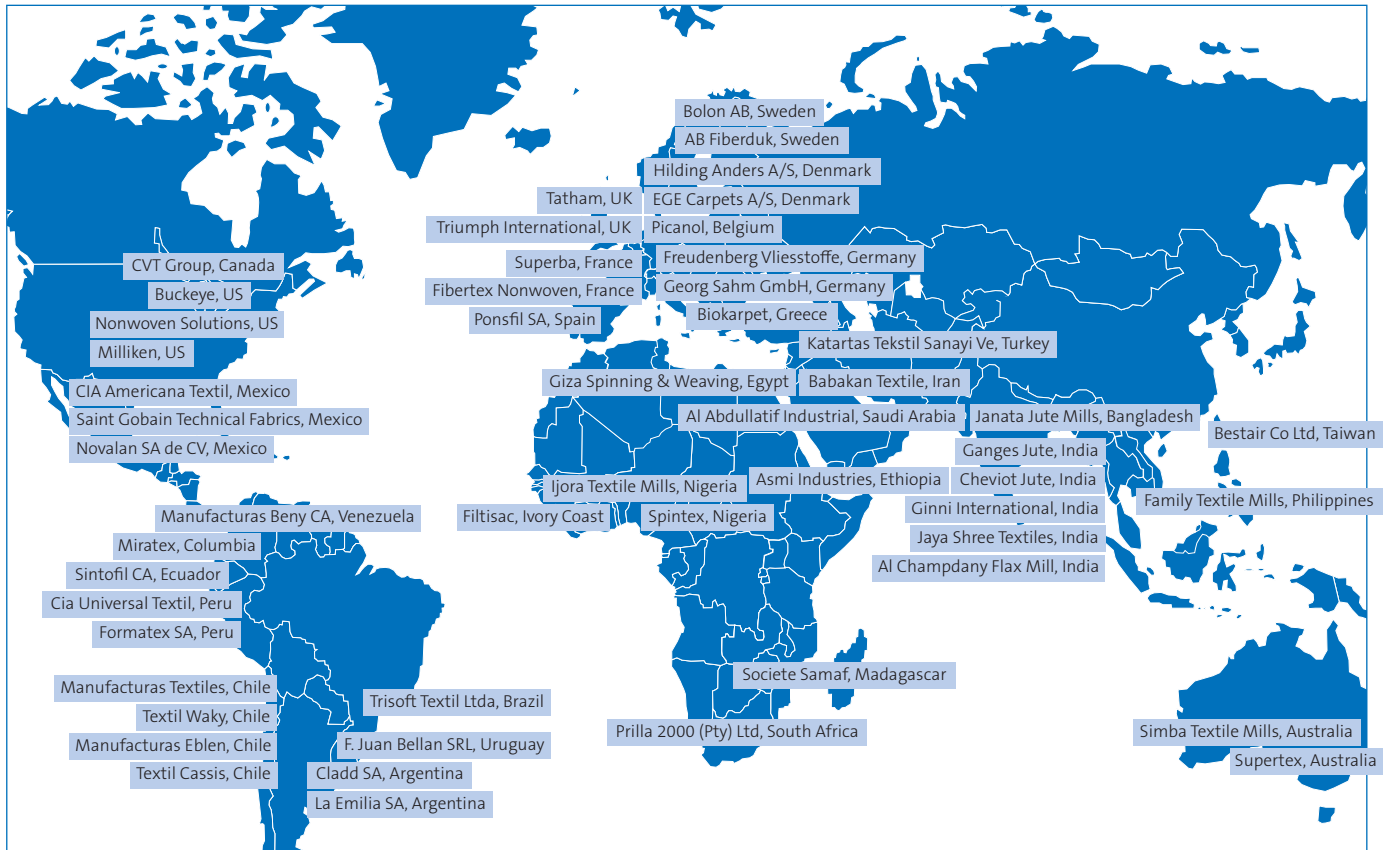 Bolon AB, Sweden
AB Fiberduk, Sweden
Hilding Anders A/S, Denmark
Tatham, UK
EGE Carpets A/S, Denmark
Triumph International, UK
Picanol, Belgium
Superba, France
Freudenberg Vliesstoffe, Germany
Fibertex Nonwoven, France
Georg Sahm GmbH, Germany
Ponsfil SA, Spain
Biokarpet, Greece
Katartas Tekstil Sanayi Ve, Turkey
CVT Group, Canada
Buckeye, US
Nonwoven Solutions, US
Milliken, US
CIA Americana Textil, Mexico
Saint Gobain Technical Fabrics, Mexico
Novalan SA de CV, Mexico
Giza Spinning & Weaving, Egypt
Babakan Textile, Iran
Al Abdullatif Industrial, Saudi Arabia
Janata Jute Mills, Bangladesh
Bestair Co Ltd, Taiwan
Ganges Jute, India
Asmi Industries, Ethiopia
Cheviot Jute, India
Ginni International, India
Jaya Shree Textiles, India
Al Champdany Flax Mill, India
Family Textile Mills, Philippines
Ijora Textile Mills, Nigeria
Filtisac, Ivory Coast
Spintex, Nigeria
Manufacturas Beny CA, Venezuela
Miratex, Columbia
Sintofil CA, Ecuador
Cia Universal Textil, Peru
Formatex SA, Peru
Manufacturas Textiles, Chile
Textil Waky, Chile
Manufacturas Eblen, Chile
Textil Cassis, Chile
Trisoft Textil Ltda, Brazil
F. Juan Bellan SRL, Uruguay
Cladd SA, Argentina
La Emilia SA, Argentina
Societe Samaf, Madagascar
Prilla 2000 (Pty) Ltd, South Africa
Simba Textile Mills, Australia
Supertex, Australia